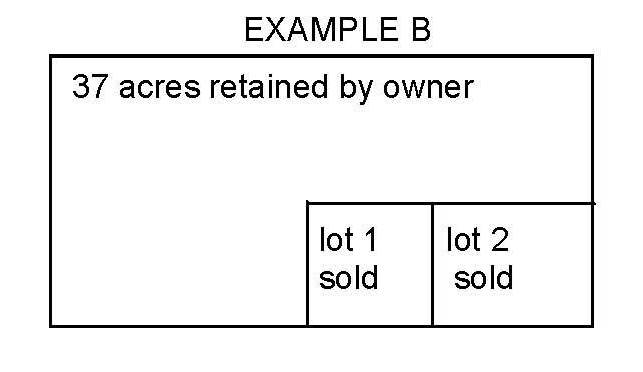 EXAMPLE B
37 acres retained by owner
lot 1
sold
lot 2
sold